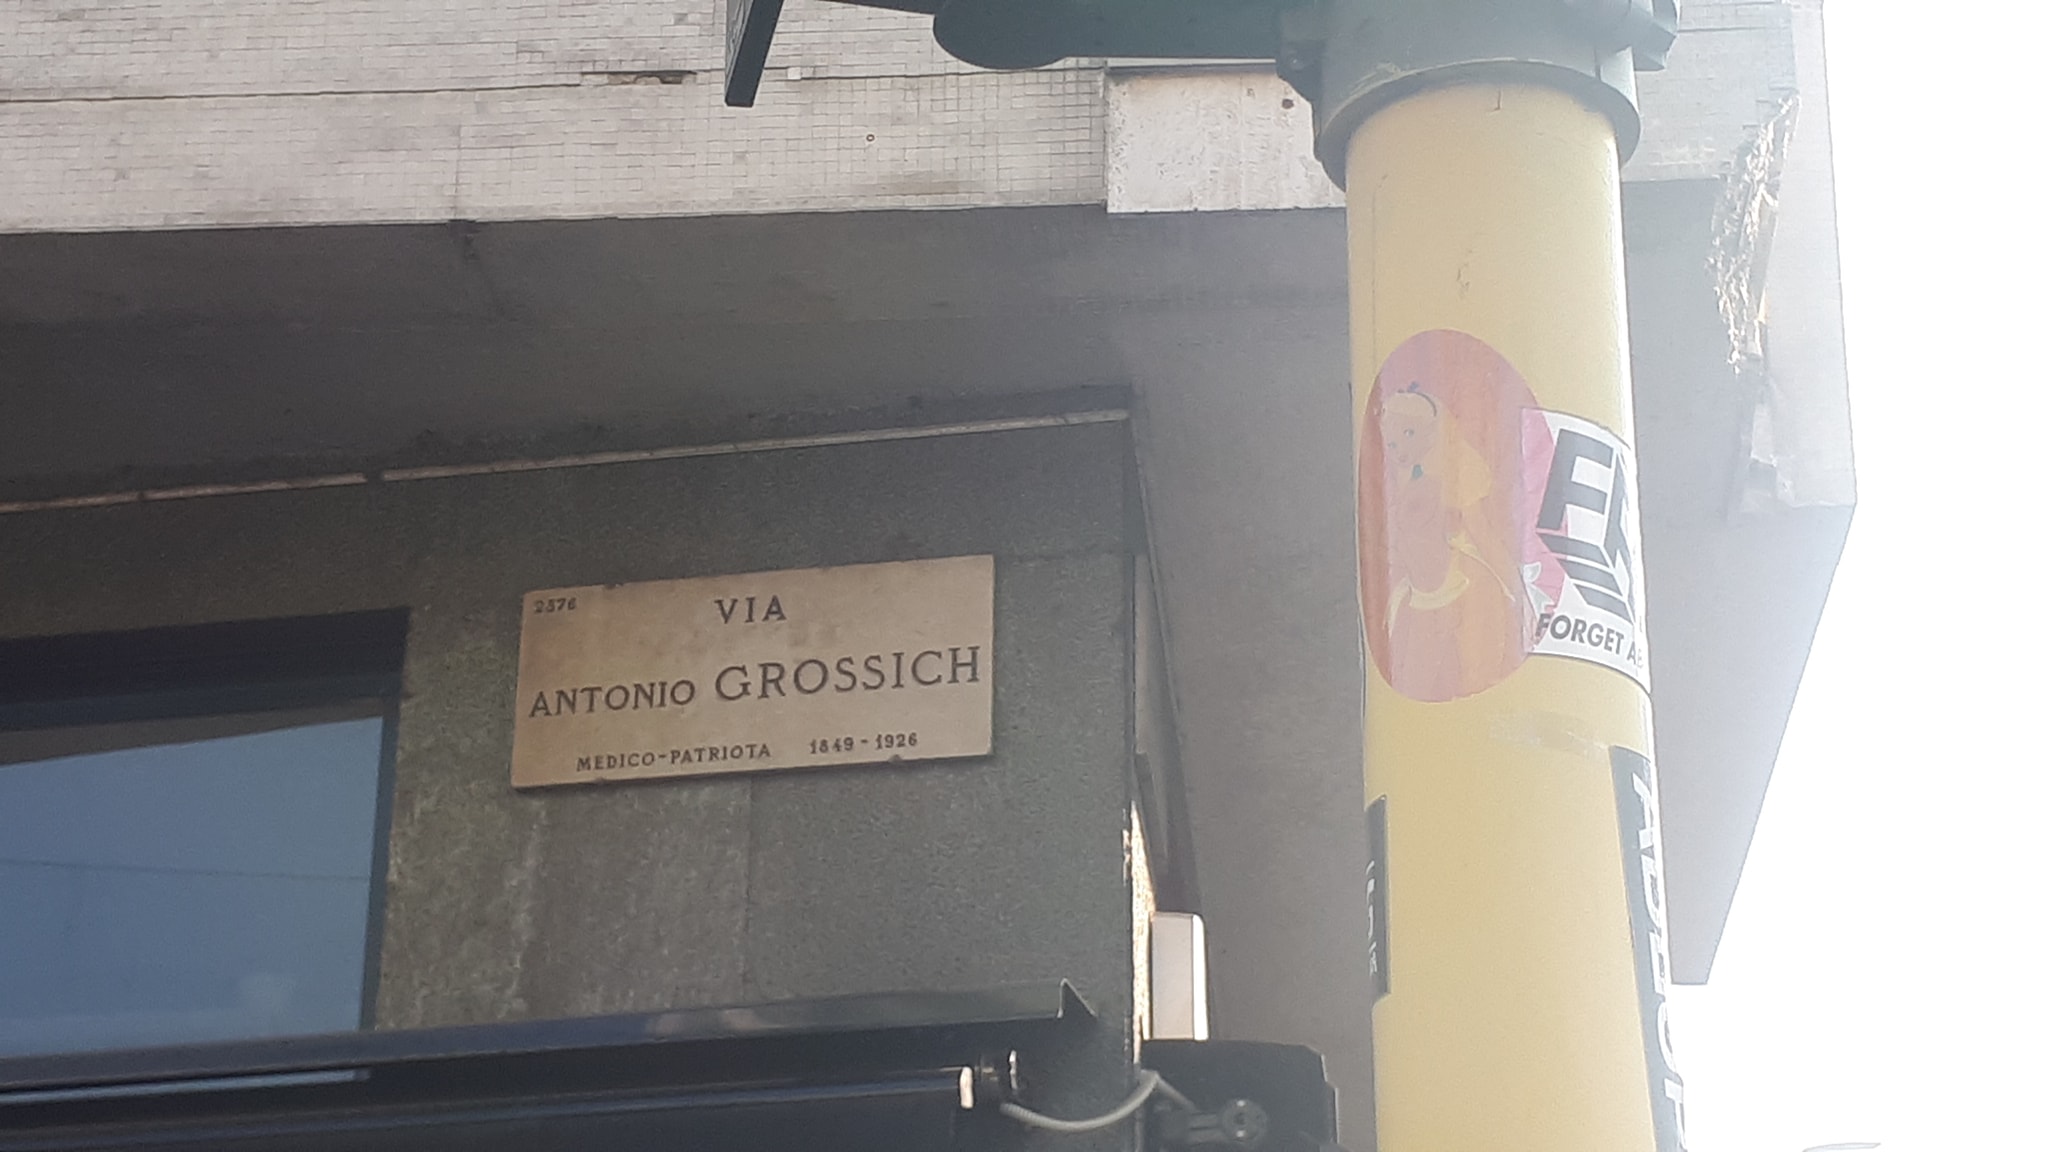 2376
VIA
ANTONIO GROSSICH
MEDICO-PATRIOTA 1849-1926
FORGET